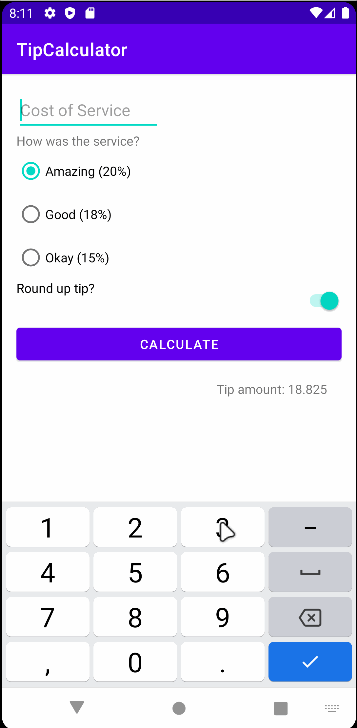 8:11
TipCalculator
Cost of Service
How was the service?
Amazing (20%)
Good (18%)
Okay (15%)
Round up tip?
CALCULATE
Tip amount: 18.825
1 2 3 –
4 5 6
7 8 9
, 0 .